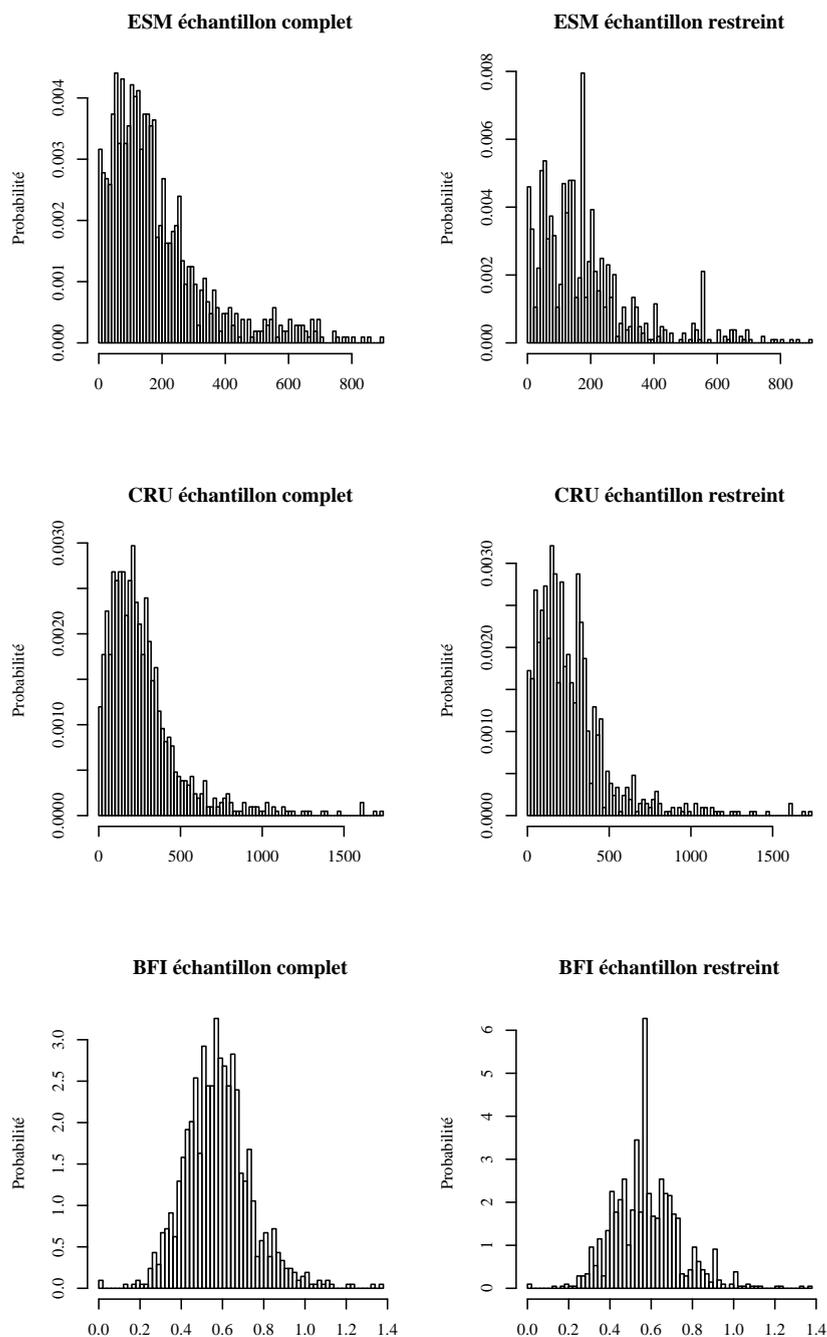 ESM échantillon complet
Probabilité
0.000 0.001 0.002 0.003 0.004
0 200 400 600 800
ESM échantillon restreint
Probabilité
0.000 0.002 0.004 0.006 0.008
0 200 400 600 800
CRU échantillon complet
Probabilité
0.0000 0.0010 0.0020 0.0030
0 500 1000 1500
CRU échantillon restreint
Probabilité
0.0000 0.0010 0.0020 0.0030
0 500 1000 1500
BFI échantillon complet
Probabilité
0.0 0.5 1.0 1.5 2.0 2.5 3.0
0.0 0.2 0.4 0.6 0.8 1.0 1.2 1.4
BFI échantillon restreint
Probabilité
0 1 2 3 4 5 6
0.0 0.2 0.4 0.6 0.8 1.0 1.2 1.4